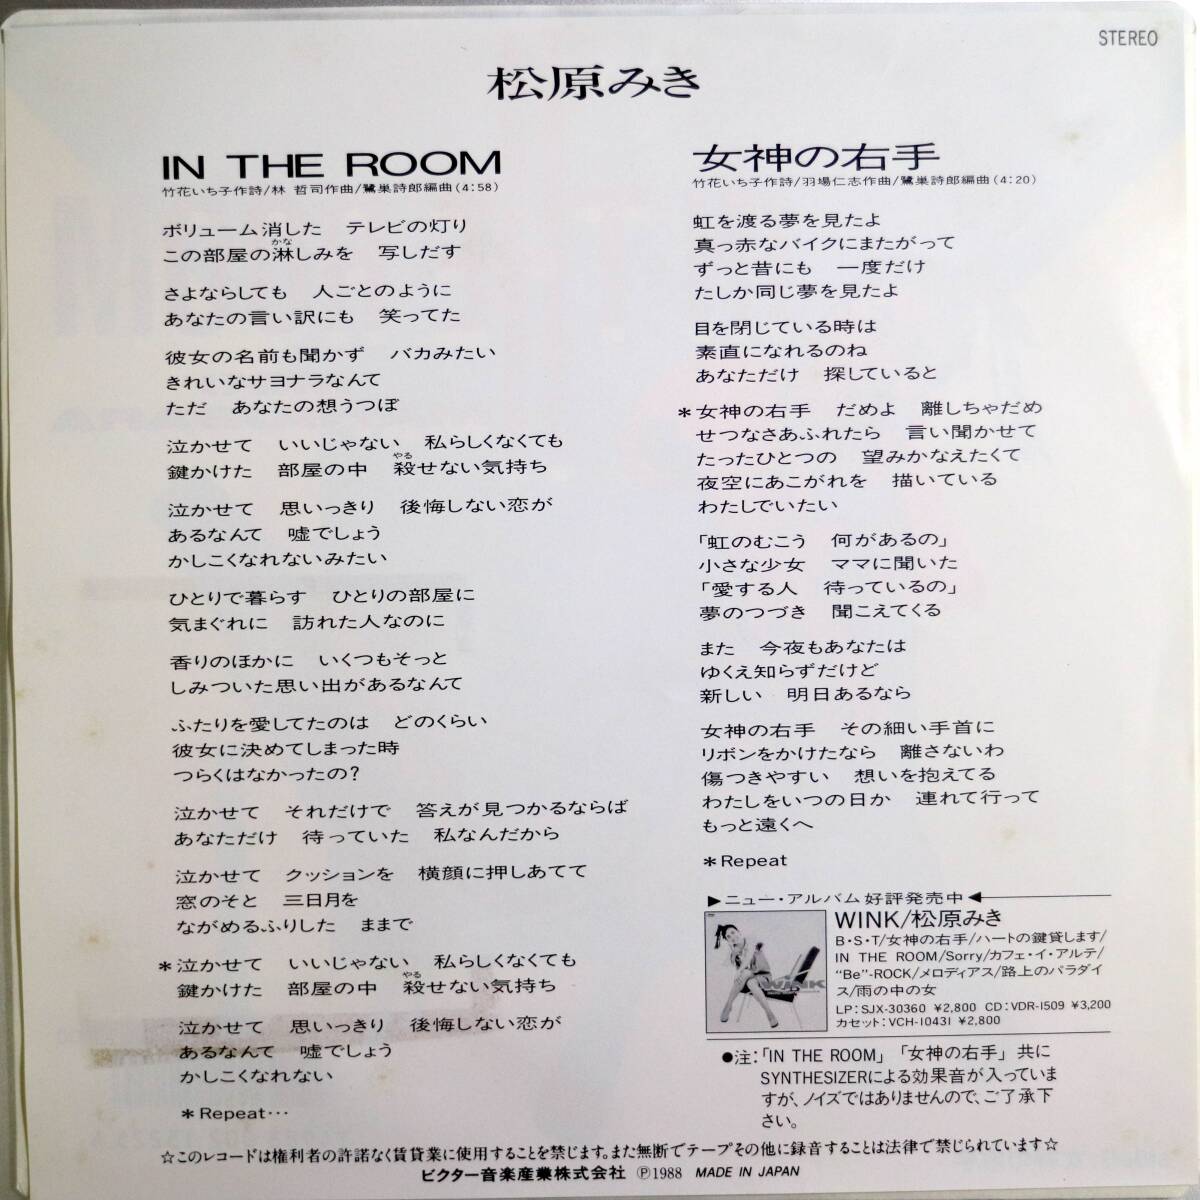 STEREO
松原みき
IN THE ROOM
竹花いち子作詩/林 哲司作曲/鷺巣詩郎編曲(4:58)
ボリューム消した　テレビの灯り
かな
この部屋の淋しみを　写しだす
さよならしても　人ごとのように
あなたの言い訳にも　笑ってた
彼女の名前も聞かず　バカみたい
きれいなサヨナラなんて
ただ　あなたの想うつぼ
泣かせて　いいじゃない　私らしくなくても
やる
鍵かけた　部屋の中　殺せない気持ち
泣かせて　思いっきり　後悔しない恋が
あるなんて　嘘でしょう
かしこくなれないみたい
ひとりで暮らす　ひとりの部屋に
気まぐれに　訪れた人なのに
香りのほかに　いくつもそっと
しみついた思い出があるなんて
ふたりを愛してたのは　どのくらい
彼女に決めてしまった時
つらくはなかったの?
泣かせて　それだけで　答えが見つかるならば
あなただけ　待っていた　私なんだから
泣かせて　クッションを　横顔に押しあてて
窓のそと　三日月を
ながめるふりした　ままで
*泣かせて　いいじゃない　私らしくなくても
やる
鍵かけた　部屋の中　殺せない気持ち
泣かせて　思いっきり　後悔しない恋が
あるなんて　嘘でしょう
かしこくなれない
*Repeat…
女神の右手
竹花いち子作詩/羽場仁志作曲/鷺巣詩郎編曲(4:20)
虹を渡る夢を見たよ
真っ赤なバイクにまたがって
ずっと昔にも　一度だけ
たしか同じ夢を見たよ
目を閉じている時は
素直になれるのね
あなただけ　探していると
*女神の右手　だめよ　離しちゃだめ
せつなさあふれたら　言い聞かせて
たったひとつの　望みかなえたくて
夜空にあこがれを　描いている
わたしでいたい
「虹のむこう　何があるの」
小さな少女　ママに聞いた
「愛する人　待っているの」
夢のつづき　聞こえてくる
また　今夜もあなたは
ゆくえ知らずだけど
新しい　明日あるなら
女神の右手　その細い手首に
リボンをかけたなら　離さないわ
傷つきやすい　想いを抱えてる
わたしをいつの日か　連れて行って
もっと遠くへ
*Repeat
▶ニュー・アルバム好評発売中◀
WINK/松原みき
B・S・T/女神の右手/ハートの鍵貸します/
IN THE ROOM/Sorry/カフェ・イ・アルテ/
“Be”-ROCK/メロディアス/路上のパラダイ
ス/雨の中の女
LP:SJX-30360 ¥2,800 CD:VDR-1509 ¥3,200
カセット:VCH-10431 ¥2,800
WINK
●注:「IN THE ROOM」「女神の右手」共に
SYNTHESIZERによる効果音が入っていま
すが、ノイズではありませんので、ご了承下
さい。
☆このレコードは権利者の許諾なく賃貸業に使用することを禁じます。また無断でテープその他に録音することは法律で禁じられています☆
ビクター音楽産業株式会社 Ⓟ1988 MADE IN JAPAN